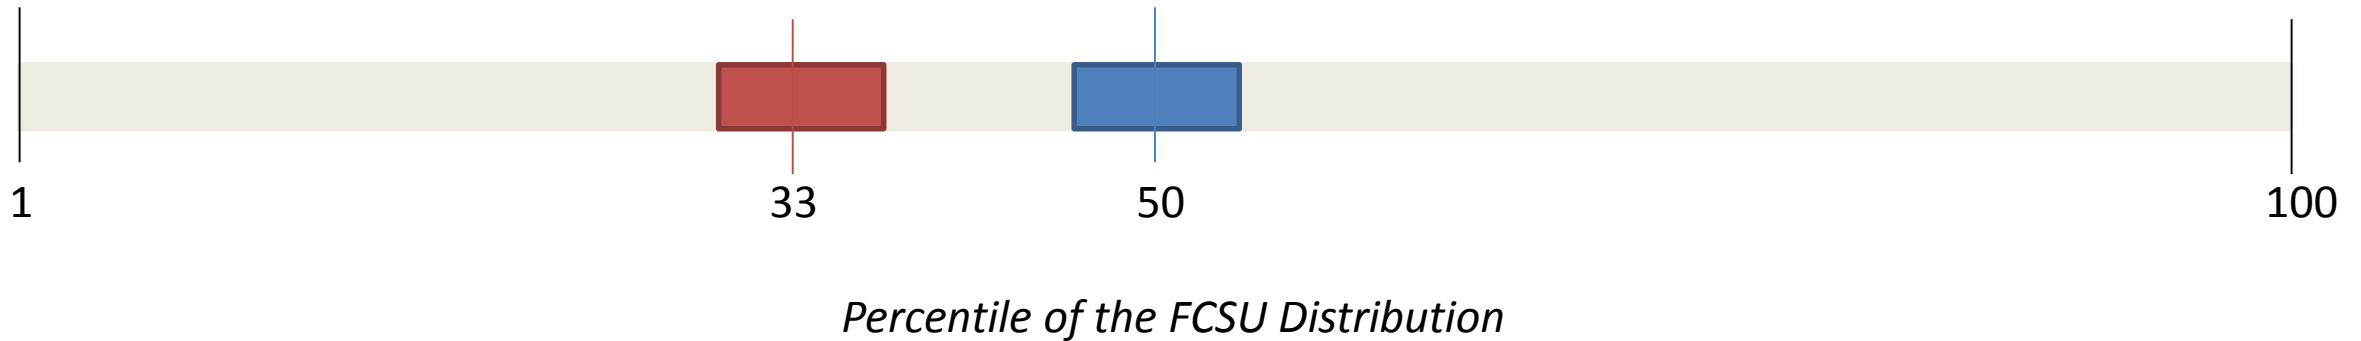 1 33 50 100
Percentile of the FCSU Distribution